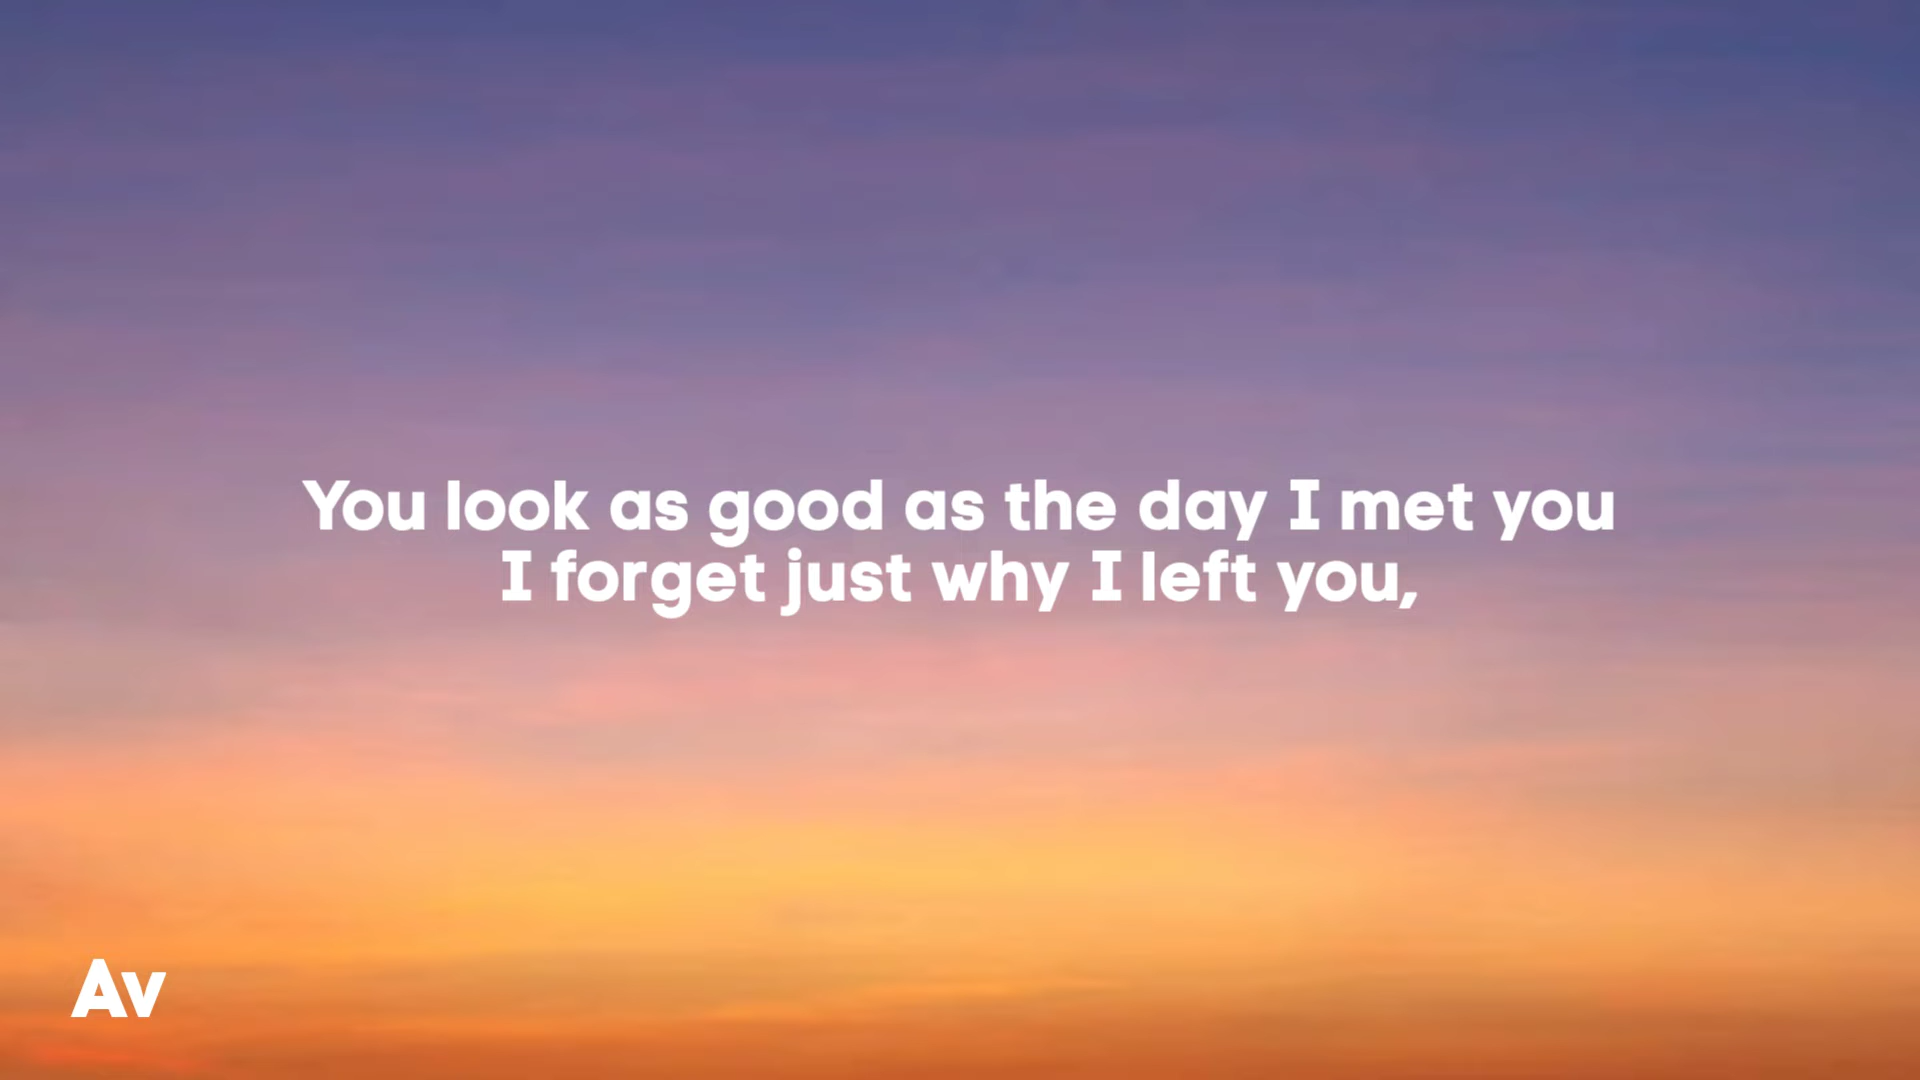 You look as good as the day I met you
I forget just why I left you,
Av